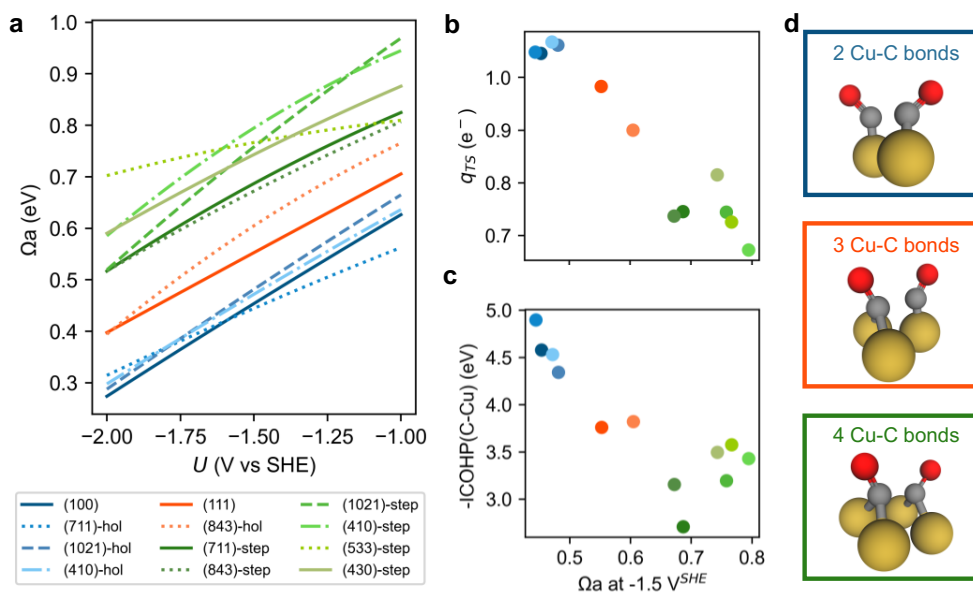 a
1.0
0.9
0.8
0.7
0.6
0.5
0.4
0.3
Ωa (eV)
−2.00 −1.75 −1.50 −1.25 −1.00
U (V vs SHE)
(100)
(711)-hol
(1021)-hol
(410)-hol
(111)
(843)-hol
(711)-step
(843)-step
(1021)-step
(410)-step
(533)-step
(430)-step
b
1.0
0.9
0.8
0.7
qTS (e−)
c
5.0
4.5
4.0
3.5
3.0
-ICOHP(C-Cu) (eV)
0.5 0.6 0.7 0.8
Ωa at -1.5 VSHE
d
2 Cu-C bonds
3 Cu-C bonds
4 Cu-C bonds